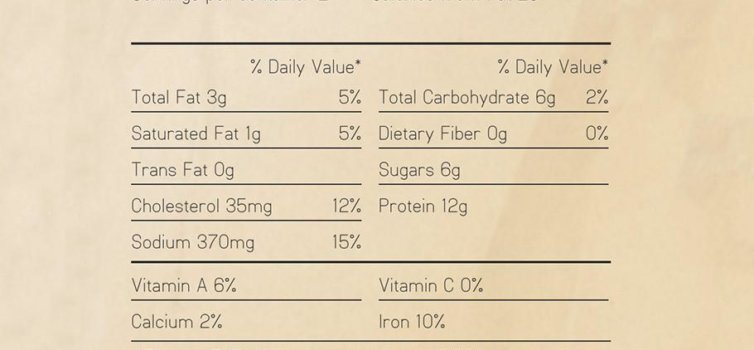 % Daily Value* % Daily Value*
Total Fat 3g 5% Total Carbohydrate 6g 2%
Saturated Fat 1g 5% Dietary Fiber 0g 0%
Trans Fat 0g Sugars 6g
Cholesterol 35mg 12% Protein 12g
Sodium 370mg 15%
Vitamin A 6% Vitamin C 0%
Calcium 2% Iron 10%